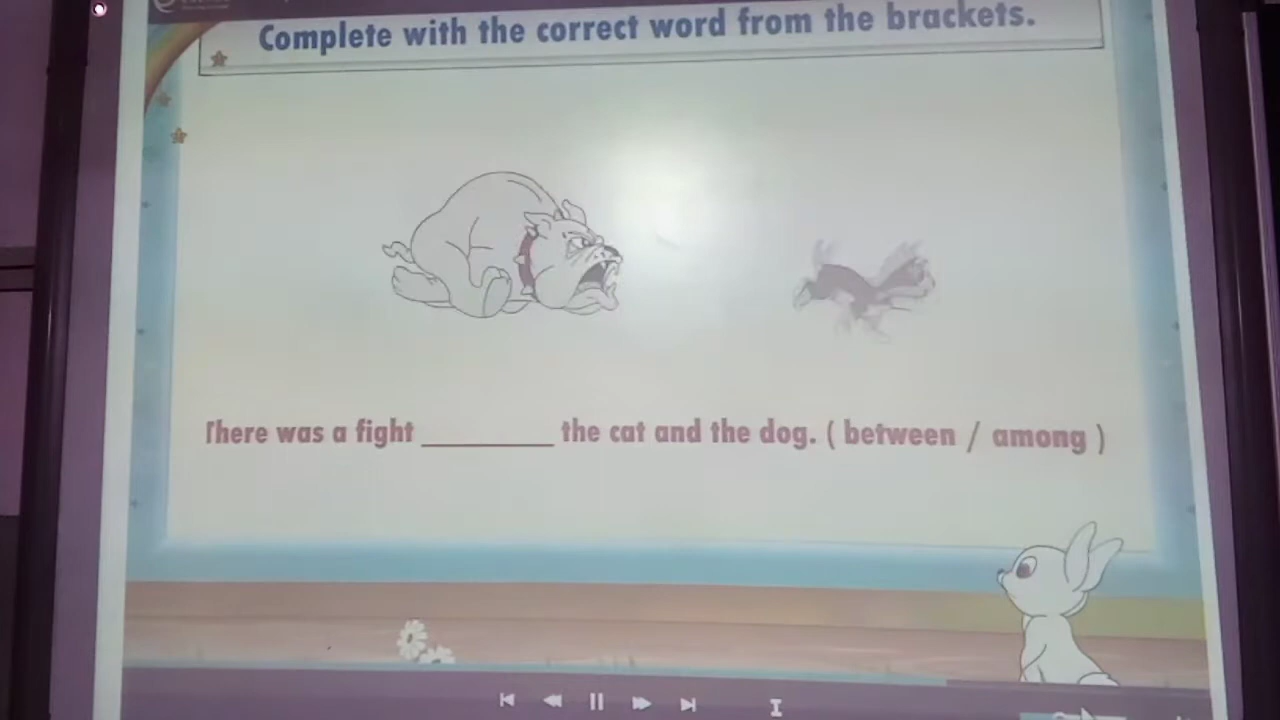 Complete with the correct word from the brackets.
There was a fight ________ the cat and the dog. ( between / among )